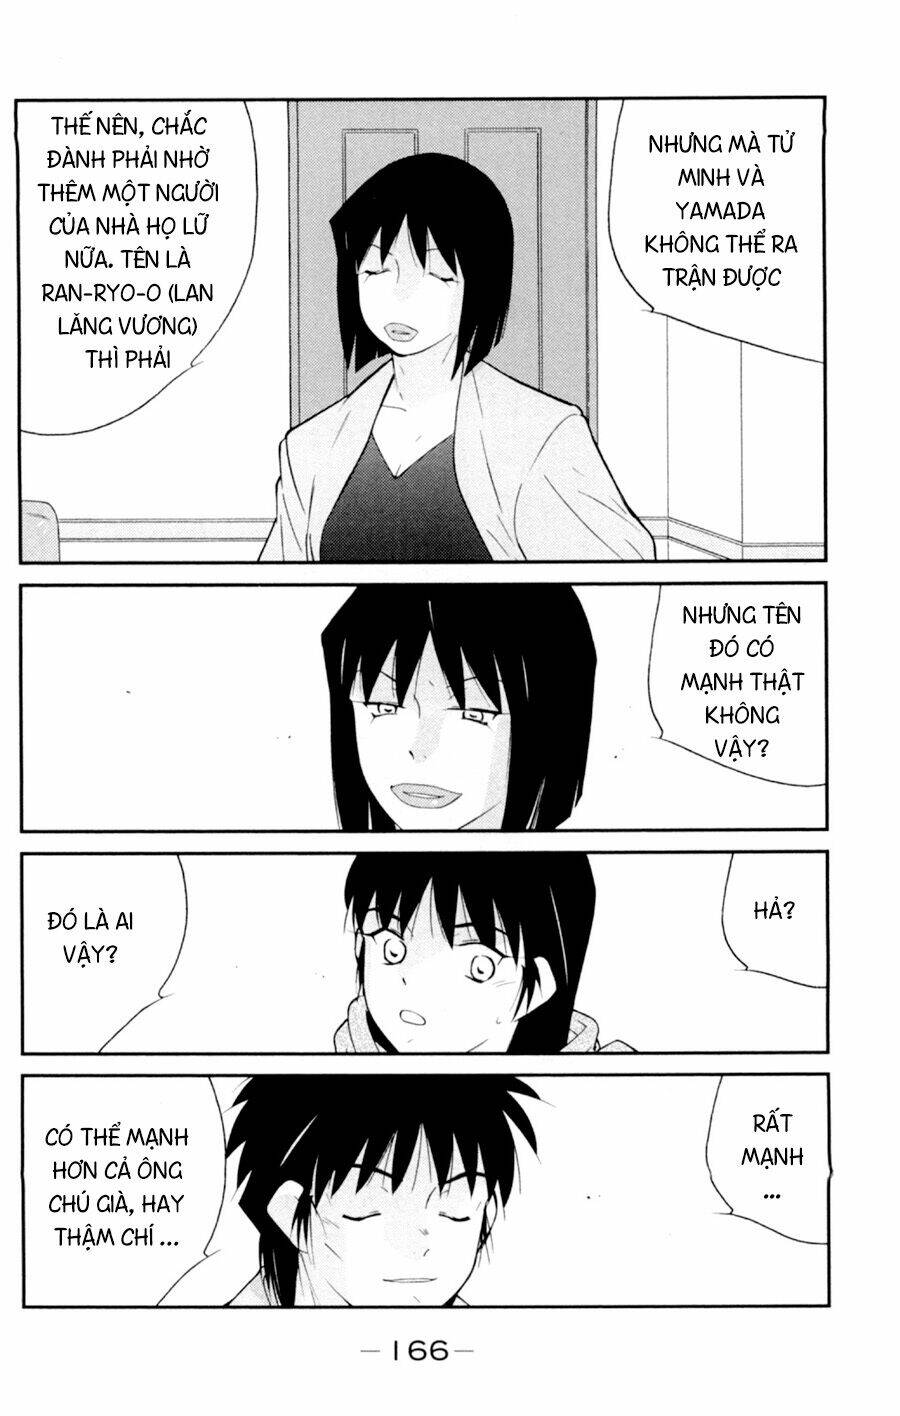 NHƯNG MÀ TỬ
MINH VÀ
YAMADA
KHÔNG THỂ RA
TRẬN ĐƯỢC
THẾ NÊN, CHẮC
ĐÀNH PHẢI NHỜ
THÊM MỘT NGƯỜI
CỦA NHÀ HỌ LỮ
NỮA. TÊN LÀ
RAN-RYO-O (LAN
LĂNG VƯƠNG)
THÌ PHẢI
NHƯNG TÊN
ĐÓ CÓ
MẠNH THẬT
KHÔNG
VẬY?
HẢ?
ĐÓ LÀ AI
VẬY?
RẤT
MẠNH
...
CÓ THỂ MẠNH
HƠN CẢ ÔNG
CHÚ GIÀ, HAY
THẬM CHÍ ...
— 166 —